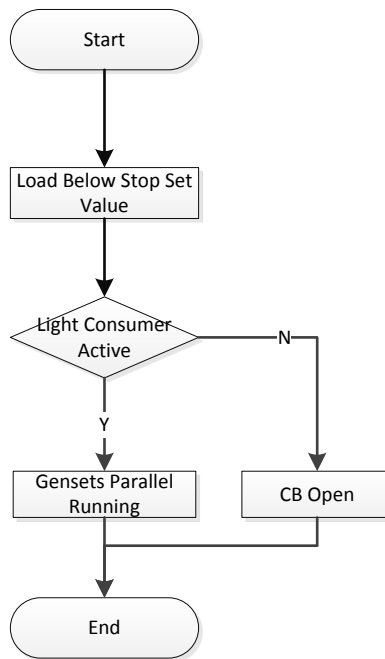 Start
Load Below Stop Set
Value
Light Consumer
Active
N
Y
Gensets Parallel
Running
CB Open
End